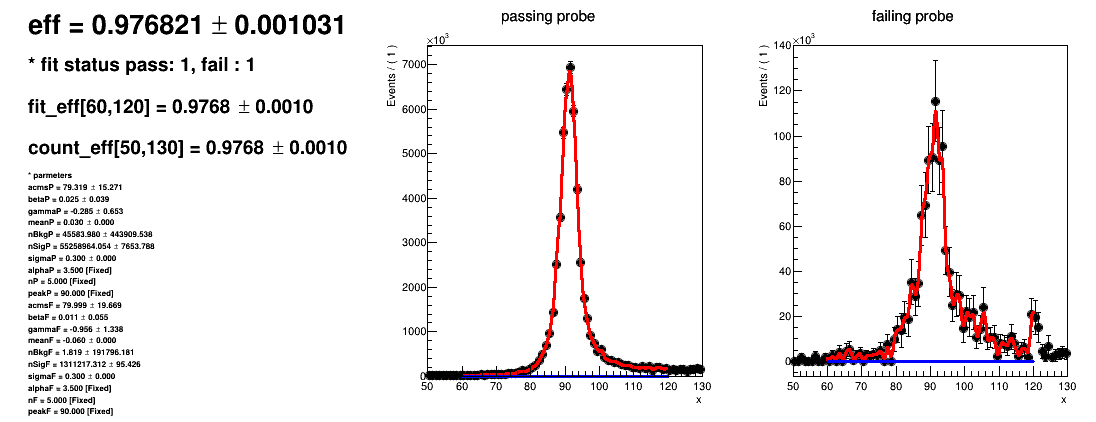 eff = 0.976821 ± 0.001031
* fit status pass: 1, fail : 1
fit_eff[60,120] = 0.9768 ± 0.0010
count_eff[50,130] = 0.9768 ± 0.0010
* parmeters
acmsP = 79.319 ± 15.271
betaP = 0.025 ± 0.039
gammaP = -0.285 ± 0.653
meanP = 0.030 ± 0.000
nBkgP = 45583.980 ± 443909.538
nSigP = 55258964.054 ± 7653.788
sigmaP = 0.300 ± 0.000
alphaP = 3.500 [Fixed]
nP = 5.000 [Fixed]
peakP = 90.000 [Fixed]
acmsF = 79.999 ± 19.669
betaF = 0.011 ± 0.055
gammaF = -0.956 ± 1.338
meanF = -0.060 ± 0.000
nBkgF = 1.819 ± 191796.181
nSigF = 1311217.312 ± 95.426
sigmaF = 0.300 ± 0.000
alphaF = 3.500 [Fixed]
nF = 5.000 [Fixed]
peakF = 90.000 [Fixed]
passing probe
×10³
Events / ( 1 )
7000
6000
5000
4000
3000
2000
1000
0
50 60 70 80 90 100 110 120 130
x
failing probe
×10³
Events / ( 1 )
140
120
100
80
60
40
20
0
50 60 70 80 90 100 110 120 130
x